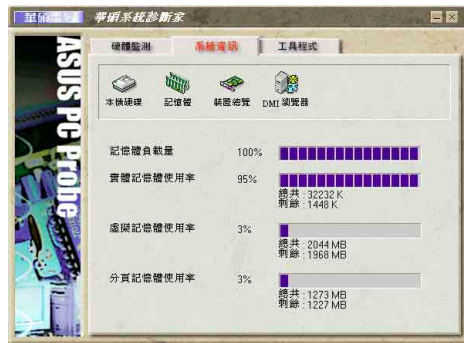 華碩電腦
華碩系統診斷家
ASUS PC Probe
硬體監測
系統資訊
工具程式
本機硬碟
記憶體
裝置總覽
DMI 瀏覽器
記憶體負載量 100%
實體記憶體使用率 95%
總共 : 32232 K
剩餘 : 1448 K
虛擬記憶體使用率 3%
總共 : 2044 MB
剩餘 : 1968 MB
分頁記憶體使用率 3%
總共 : 1273 MB
剩餘 : 1227 MB